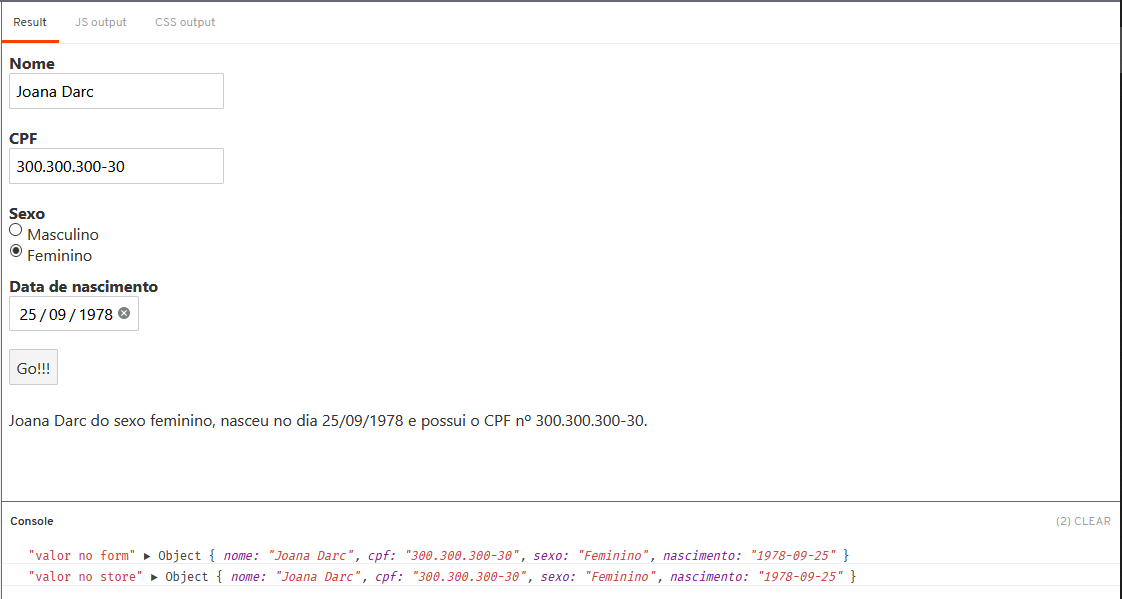 Result JS output CSS output
Nome
Joana Darc
CPF
300.300.300-30
Sexo
Masculino
Feminino
Data de nascimento
25 / 09 / 1978
Go!!!
Joana Darc do sexo feminino, nasceu no dia 25/09/1978 e possui o CPF nº 300.300.300-30.
Console (2) CLEAR
"valor no form" ▶ Object { nome: "Joana Darc", cpf: "300.300.300-30", sexo: "Feminino", nascimento: "1978-09-25" }
"valor no store" ▶ Object { nome: "Joana Darc", cpf: "300.300.300-30", sexo: "Feminino", nascimento: "1978-09-25" }